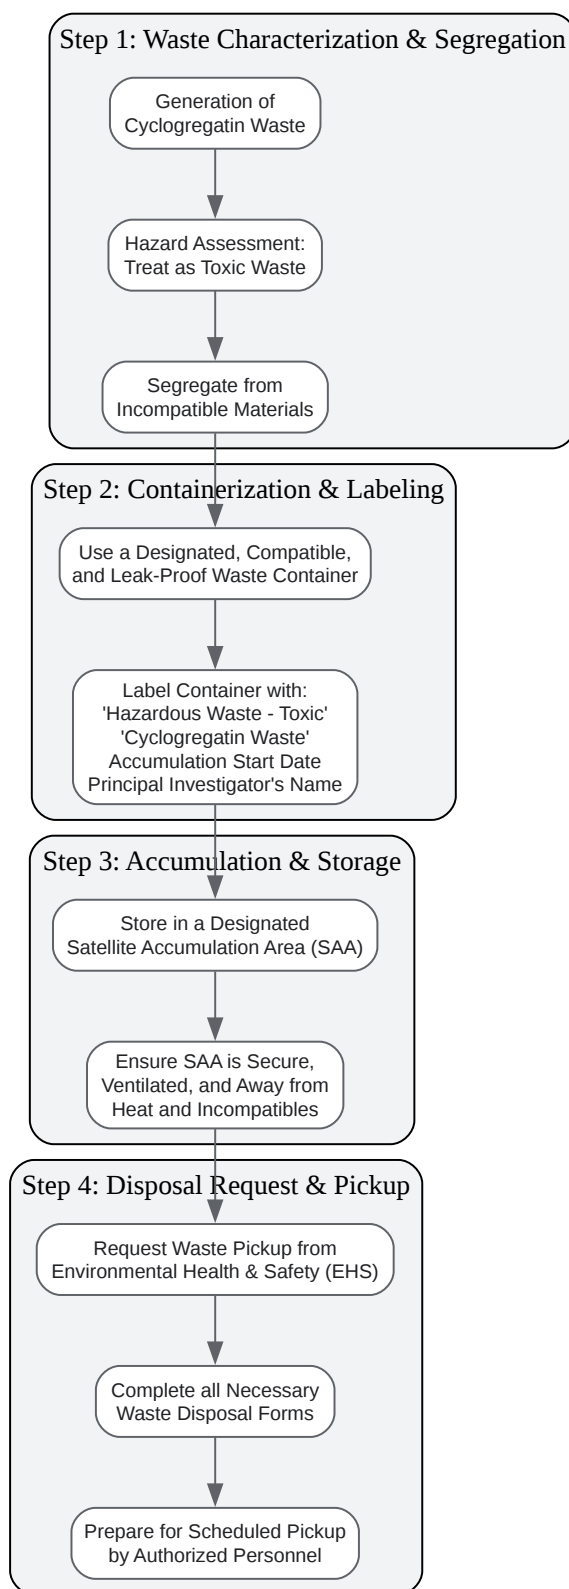 Step 1: Waste Characterization & Segregation
Generation of
Cyclogregatin Waste
Hazard Assessment:
Treat as Toxic Waste
Segregate from
Incompatible Materials
Step 2: Containerization & Labeling
Use a Designated, Compatible,
and Leak-Proof Waste Container
Label Container with:
'Hazardous Waste - Toxic'
'Cyclogregatin Waste'
Accumulation Start Date
Principal Investigator's Name
Step 3: Accumulation & Storage
Store in a Designated
Satellite Accumulation Area (SAA)
Ensure SAA is Secure,
Ventilated, and Away from
Heat and Incompatibles
Step 4: Disposal Request & Pickup
Request Waste Pickup from
Environmental Health & Safety (EHS)
Complete all Necessary
Waste Disposal Forms
Prepare for Scheduled Pickup
by Authorized Personnel